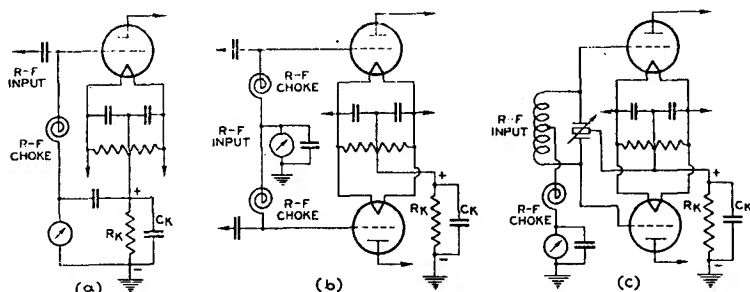 R-F
INPUT
R-F
CHOKE
+
RK
CK
-
(a)
R-F
CHOKE
R-F
INPUT
R-F
CHOKE
+
RK
CK
-
(b)
R-F
INPUT
R-F
CHOKE
+
RK
CK
-
(c)